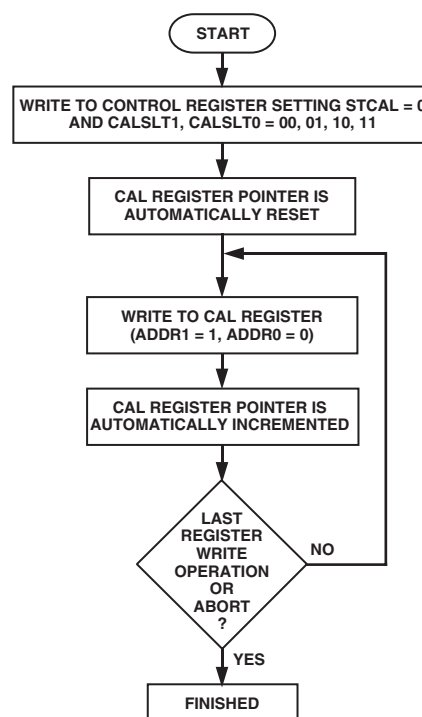 START
WRITE TO CONTROL REGISTER SETTING STCAL = 0
AND CALSLT1, CALSLT0 = 00, 01, 10, 11
CAL REGISTER POINTER IS
AUTOMATICALLY RESET
WRITE TO CAL REGISTER
(ADDR1 = 1, ADDR0 = 0)
CAL REGISTER POINTER IS
AUTOMATICALLY INCREMENTED
LAST
REGISTER
WRITE
OPERATION
OR
ABORT
?
NO
YES
FINISHED